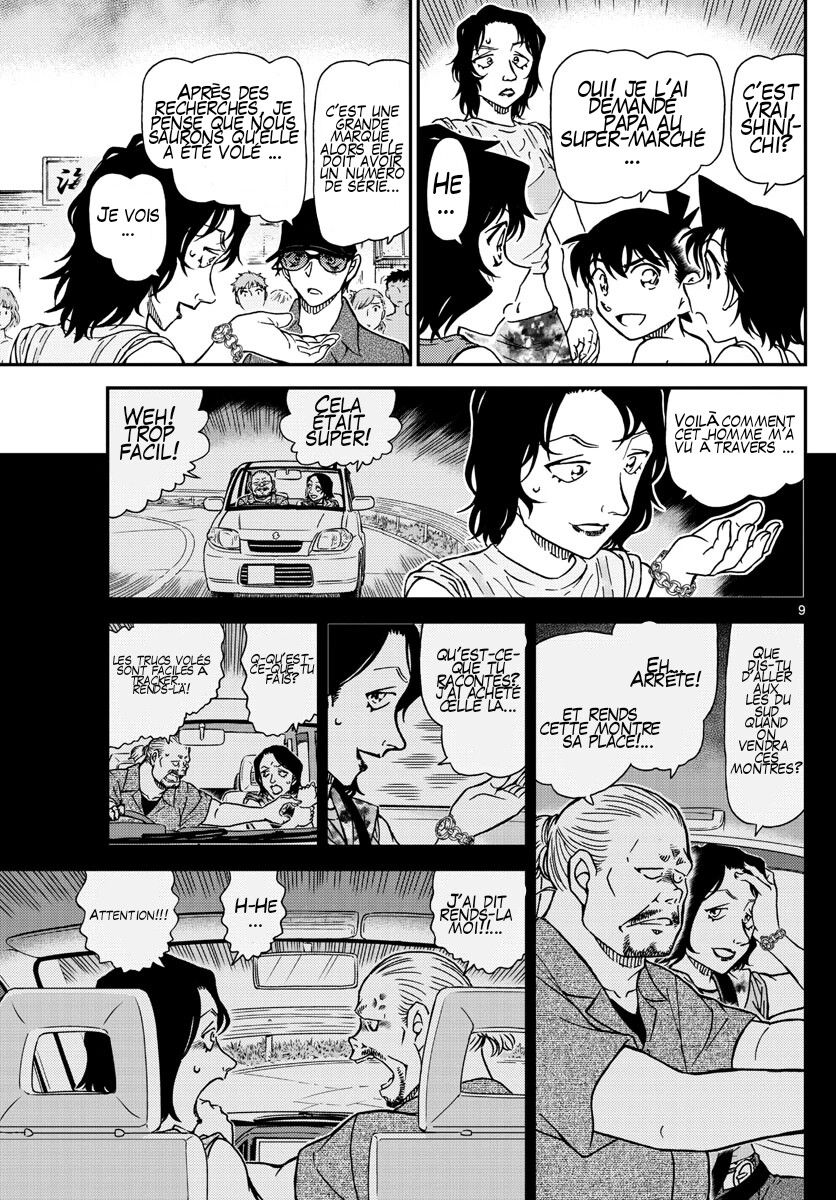 C'EST
VRAI
SHINI-
CHI?
OUI! JE L'AI
DEMANDÉ
PAPA AU
SUPER-MARCHÉ
...
HE
...
C'EST UNE
GRANDE
MARQUE
ALORS ELLE
DOIT AVOIR
UN NUMÉRO
DE SÉRIE...
APRÈS DES
RECHERCHES, JE
PENSE QUE NOUS
SAURONS QU'ELLE
A ÉTÉ VOLÉ ...
JE VOIS
...
VOILÀ COMMENT
CET HOMME M'A
VU À TRAVERS ...
CELA
ÉTAIT
SUPER!
WEH!
TROP
FACIL!
9
QUE
DIS-TU
D'ALLER
AUX
LES DU
SUD
QUAND
ON
VENDRA
CES
MONTRES?
EH...
ARRÊTE!
ET RENDS
CETTE MONTRE
SA PLACE!...
QU'EST-CE-
QUE TU
RACONTES?
J'AI ACHETÉ
CELLE LÀ...
Q-QU'EST-
CE-QUE TU
FAIS?
LES TRUCS VOLÉS
SONT FACILES À
TRACKER...
RENDS-LÀ!
J'AI DIT
RENDS-LA
MOI!!...
H-HE
ATTENTION!!!